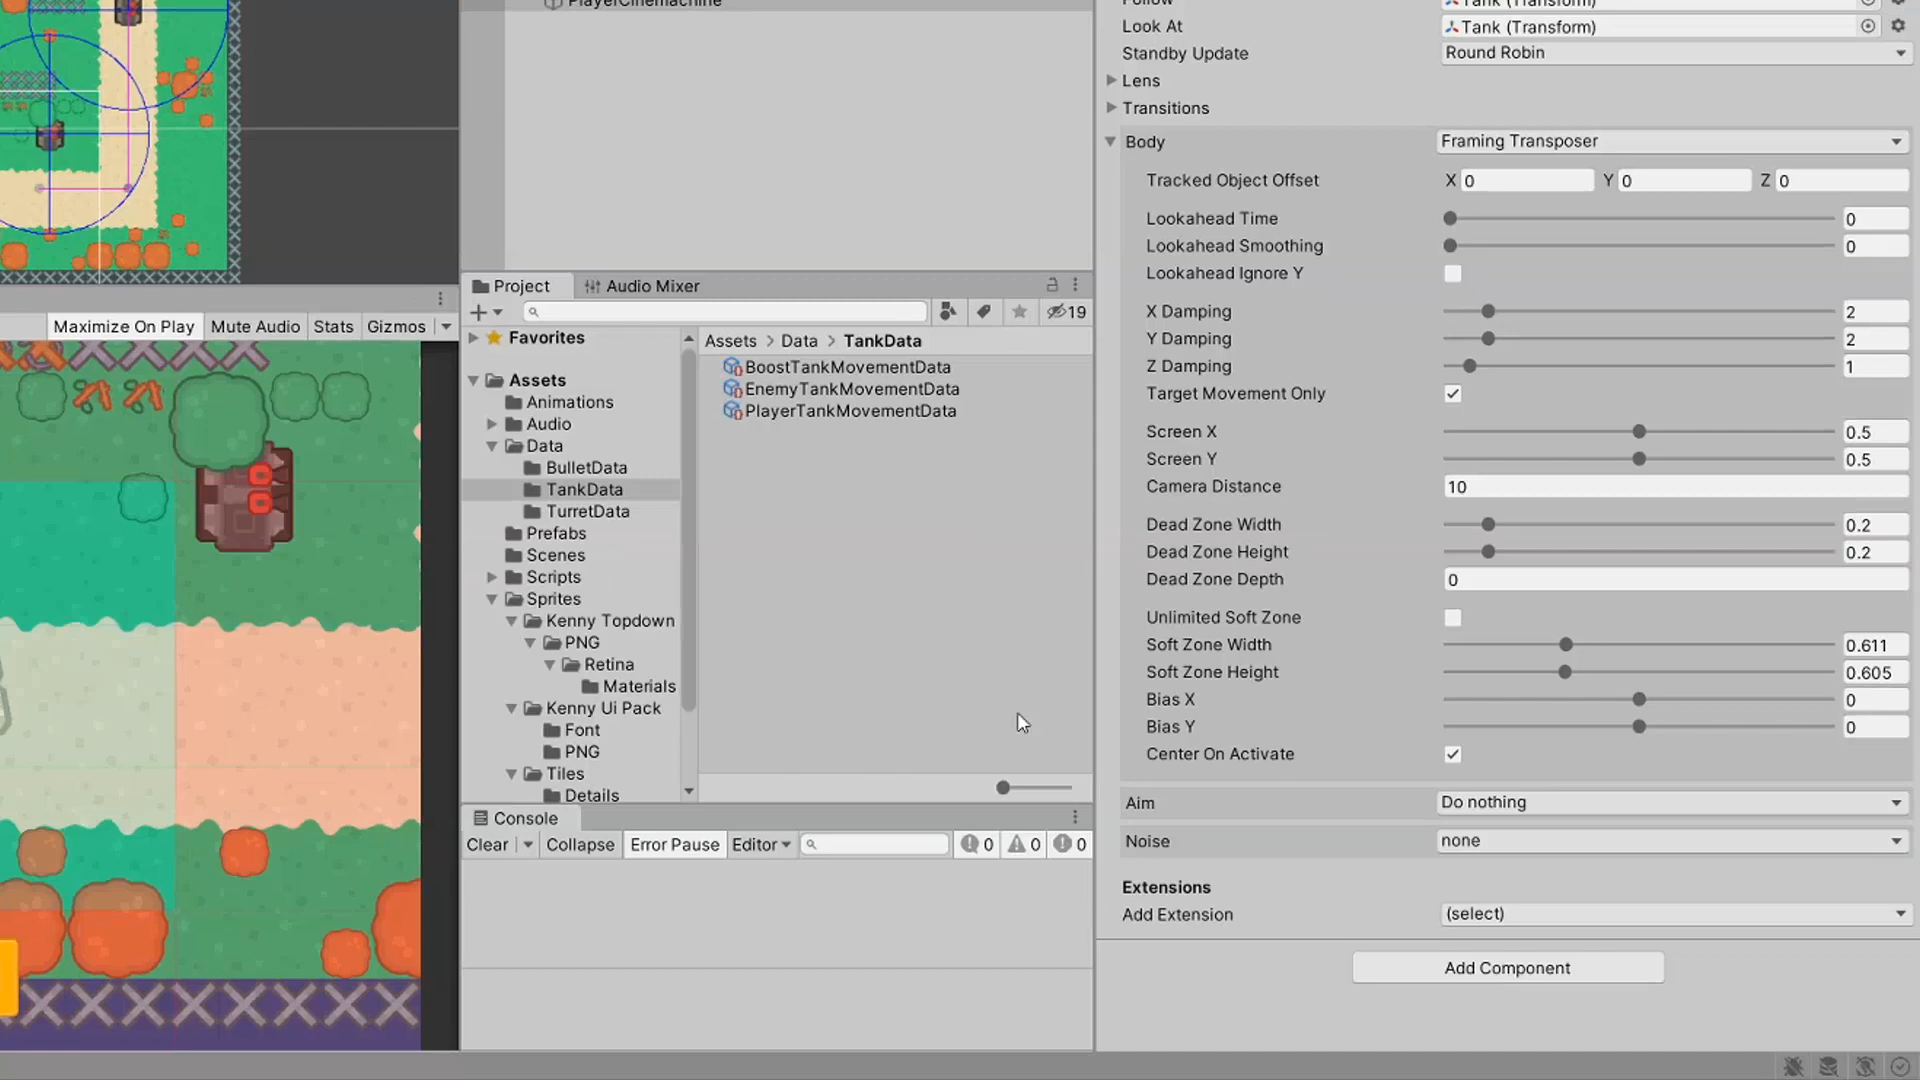 PlayerCinemachine
Follow
Tank (Transform)
Look At
Tank (Transform)
Standby Update
Round Robin
Lens
Transitions
Body
Framing Transposer
Tracked Object Offset
X 0 Y 0 Z 0
Lookahead Time
0
Lookahead Smoothing
0
Lookahead Ignore Y
X Damping
2
Y Damping
2
Z Damping
1
Target Movement Only
Screen X
0.5
Screen Y
0.5
Camera Distance
10
Dead Zone Width
0.2
Dead Zone Height
0.2
Dead Zone Depth
0
Unlimited Soft Zone
Soft Zone Width
0.611
Soft Zone Height
0.605
Bias X
0
Bias Y
0
Center On Activate
Aim
Do nothing
Noise
none
Extensions
Add Extension
(select)
Add Component
Maximize On Play Mute Audio Stats Gizmos
Project Audio Mixer
19
Favorites
Assets
Animations
Audio
Data
BulletData
TankData
TurretData
Prefabs
Scenes
Scripts
Sprites
Kenny Topdown
PNG
Retina
Materials
Kenny Ui Pack
Font
PNG
Tiles
Details
Assets > Data > TankData
BoostTankMovementData
EnemyTankMovementData
PlayerTankMovementData
Console
Clear Collapse Error Pause Editor 0 0 0